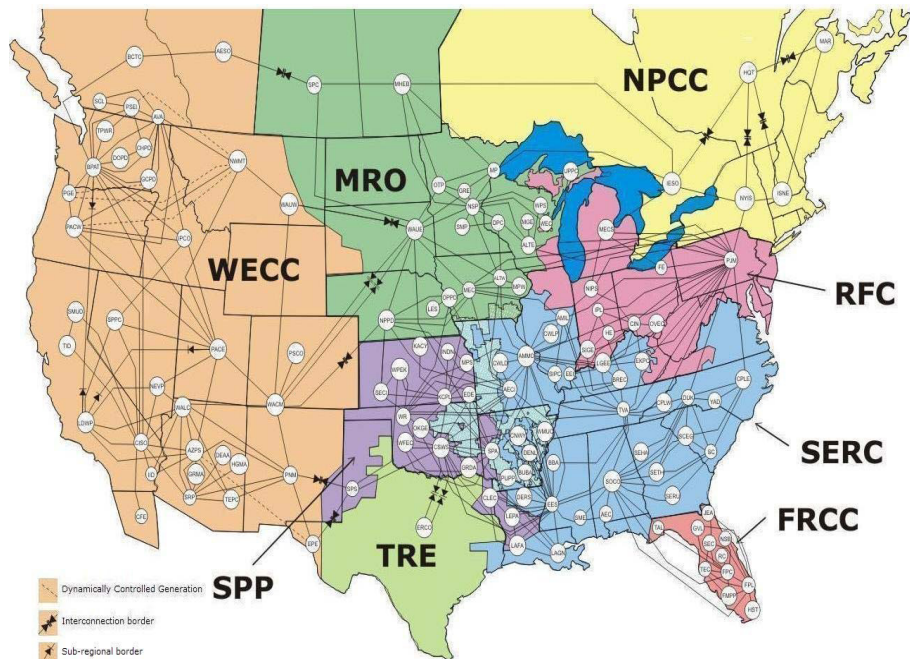 MAR
AESO
BCTC
NPCC
HQT
SPC
MHEB
SCL
PSEI
AVA
TPWR
CHPD
DOPD
BPAT
GCPD
NWMT
MP
UPPC
OTP
GRE
IESO
MRO
PGE
WAUW
NSP
WPS
NYIS
ISNE
PACW
IPCO
WAUE
SMP
DPC
MGE
WEC
MECS
ALTE
WECC
PJM
FE
RFC
ALTW
MEC
MPW
NIPS
SMUD
SPPC
LES
OPPD
NPPD
AMIL
IPL
CIN
OVEC
TID
PACE
PSCO
KACY
INDN
MPS
CWLP
HE
WPEK
CWLD
AMMO
SIGE
LGEE
EKPC
NEVP
SECI
KCPL
EDE
AECI
SIPC
EEI
BREC
CPLE
LDWP
WALC
WACM
WR
TVA
CPLW
DUK
YAD
CISO
OKGE
WFEC
CSWS
CNWY
WMUC
SCEG
AZPS
DEAA
HGMA
GRMA
SPA
DENL
SEHA
SERC
IID
SRP
TEPC
PNM
GRDA
PUPP
BUBA
BBA
SETH
SC
SPS
CLEC
DERS
EES
SOCO
SERU
CFE
LEPA
SME
AEC
JEA
ERCO
TAL
GVL
FRCC
EPE
TRE
LAFA
LAGN
SEC
NSB
RC
SPP
TEC
FPC
FPL
FMPP
HST
Dynamically Controlled Generation
Interconnection border
Sub-regional border